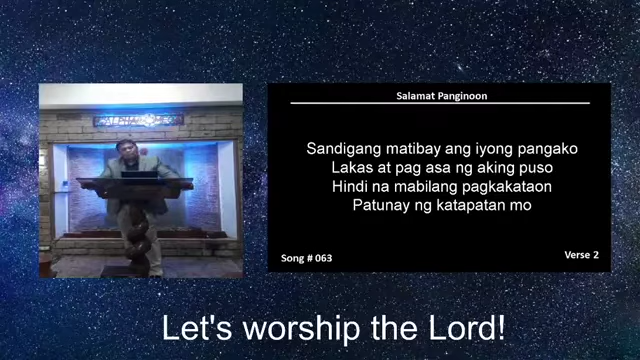 Salamat Panginoon
Sandigang matibay ang iyong pangako
Lakas at pag asa ng aking puso
Hindi na mabilang pagkakataon
Patunay ng katapatan mo
Song # 063
Verse 2
Let's worship the Lord!